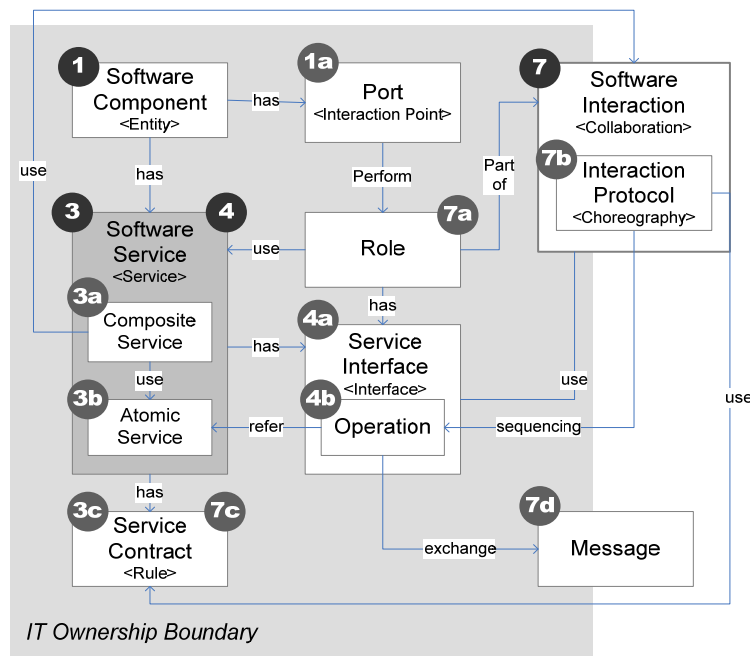 1
Software
Component
<Entity>
has
1a
Port
<Interaction Point>
7
Software
Interaction
<Collaboration>
7b
Interaction
Protocol
<Choreography>
use
has
Perform
Part
of
3
4
Software
Service
<Service>
use
7a
Role
3a
Composite
Service
has
has
4a
Service
Interface
<Interface>
use
use
use
3b
Atomic
Service
refer
4b
Operation
sequencing
has
3c
7c
Service
Contract
<Rule>
exchange
7d
Message
IT Ownership Boundary